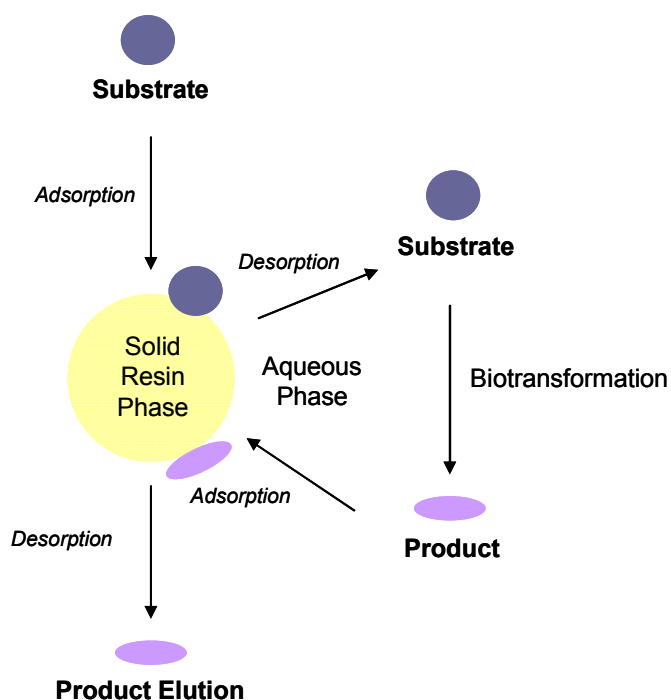 Substrate
Adsorption
Substrate
Desorption
Solid
Resin
Phase
Aqueous
Phase
Biotransformation
Adsorption
Desorption
Product
Product Elution